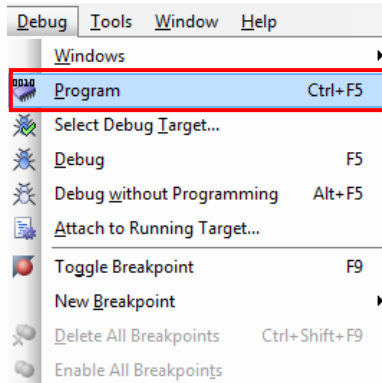 Debug Tools Window Help
Windows
0010
Program Ctrl+F5
Select Debug Target...
Debug F5
Debug without Programming Alt+F5
Attach to Running Target...
Toggle Breakpoint F9
New Breakpoint
Delete All Breakpoints Ctrl+Shift+F9
Enable All Breakpoints